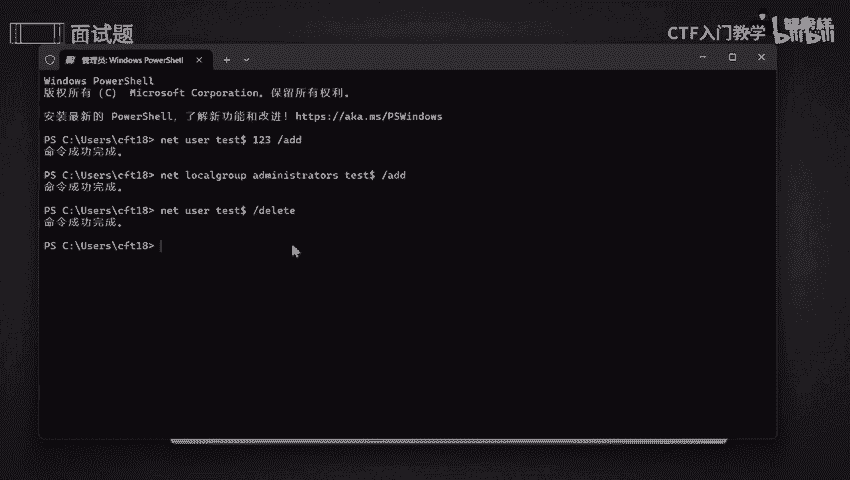 面试题
CTF入门教学
bilibili
管理员: Windows PowerShell
Windows PowerShell
版权所有 (C) Microsoft Corporation。保留所有权利。
安装最新的 PowerShell，了解新功能和改进！https://aka.ms/PSWindows
PS C:\Users\cft18> net user test$ 123 /add
命令成功完成。
PS C:\Users\cft18> net localgroup administrators test$ /add
命令成功完成。
PS C:\Users\cft18> net user test$ /delete
命令成功完成。
PS C:\Users\cft18>